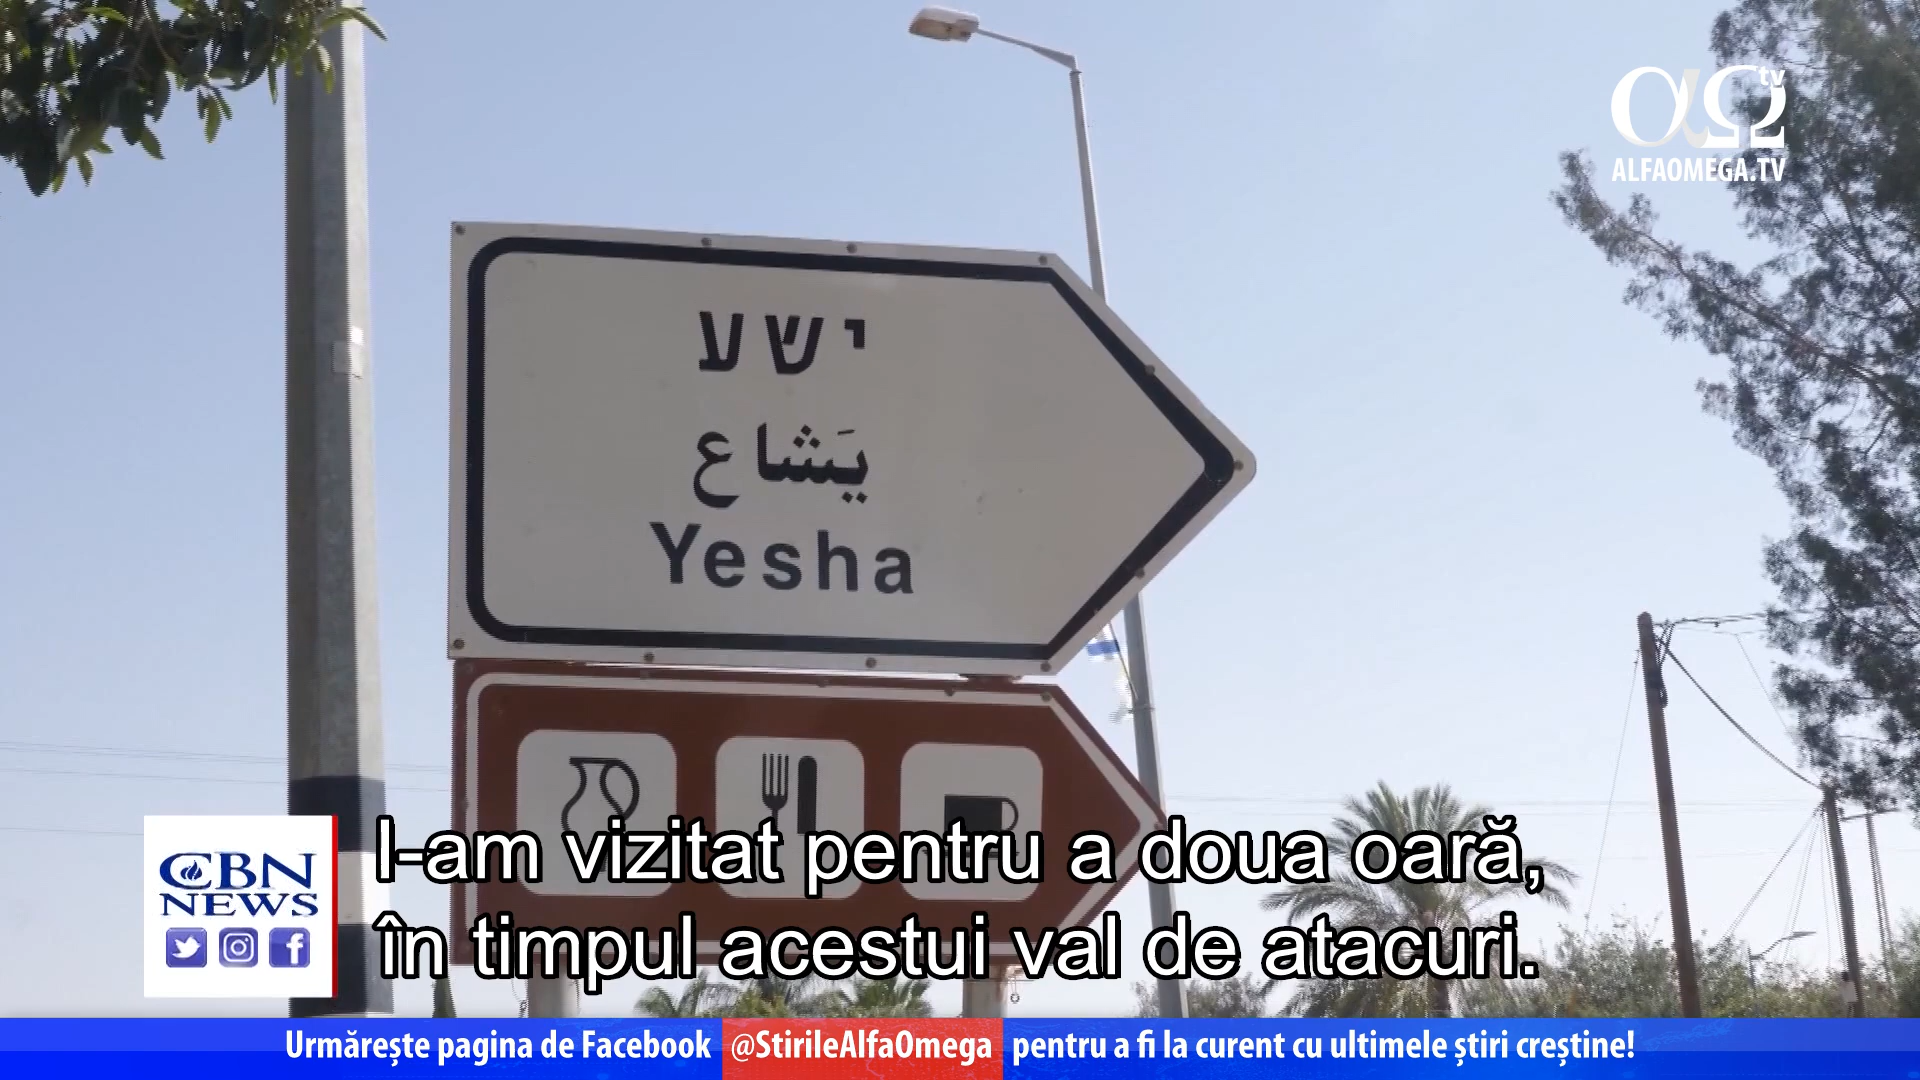 tv
ALFAOMEGA.TV
ישע
يَشاع
Yesha
CBN
NEWS
I-am vizitat pentru a doua oară,
în timpul acestui val de atacuri.
Urmărește pagina de Facebook @StirileAlfaOmega pentru a fi la curent cu ultimele știri creștine!